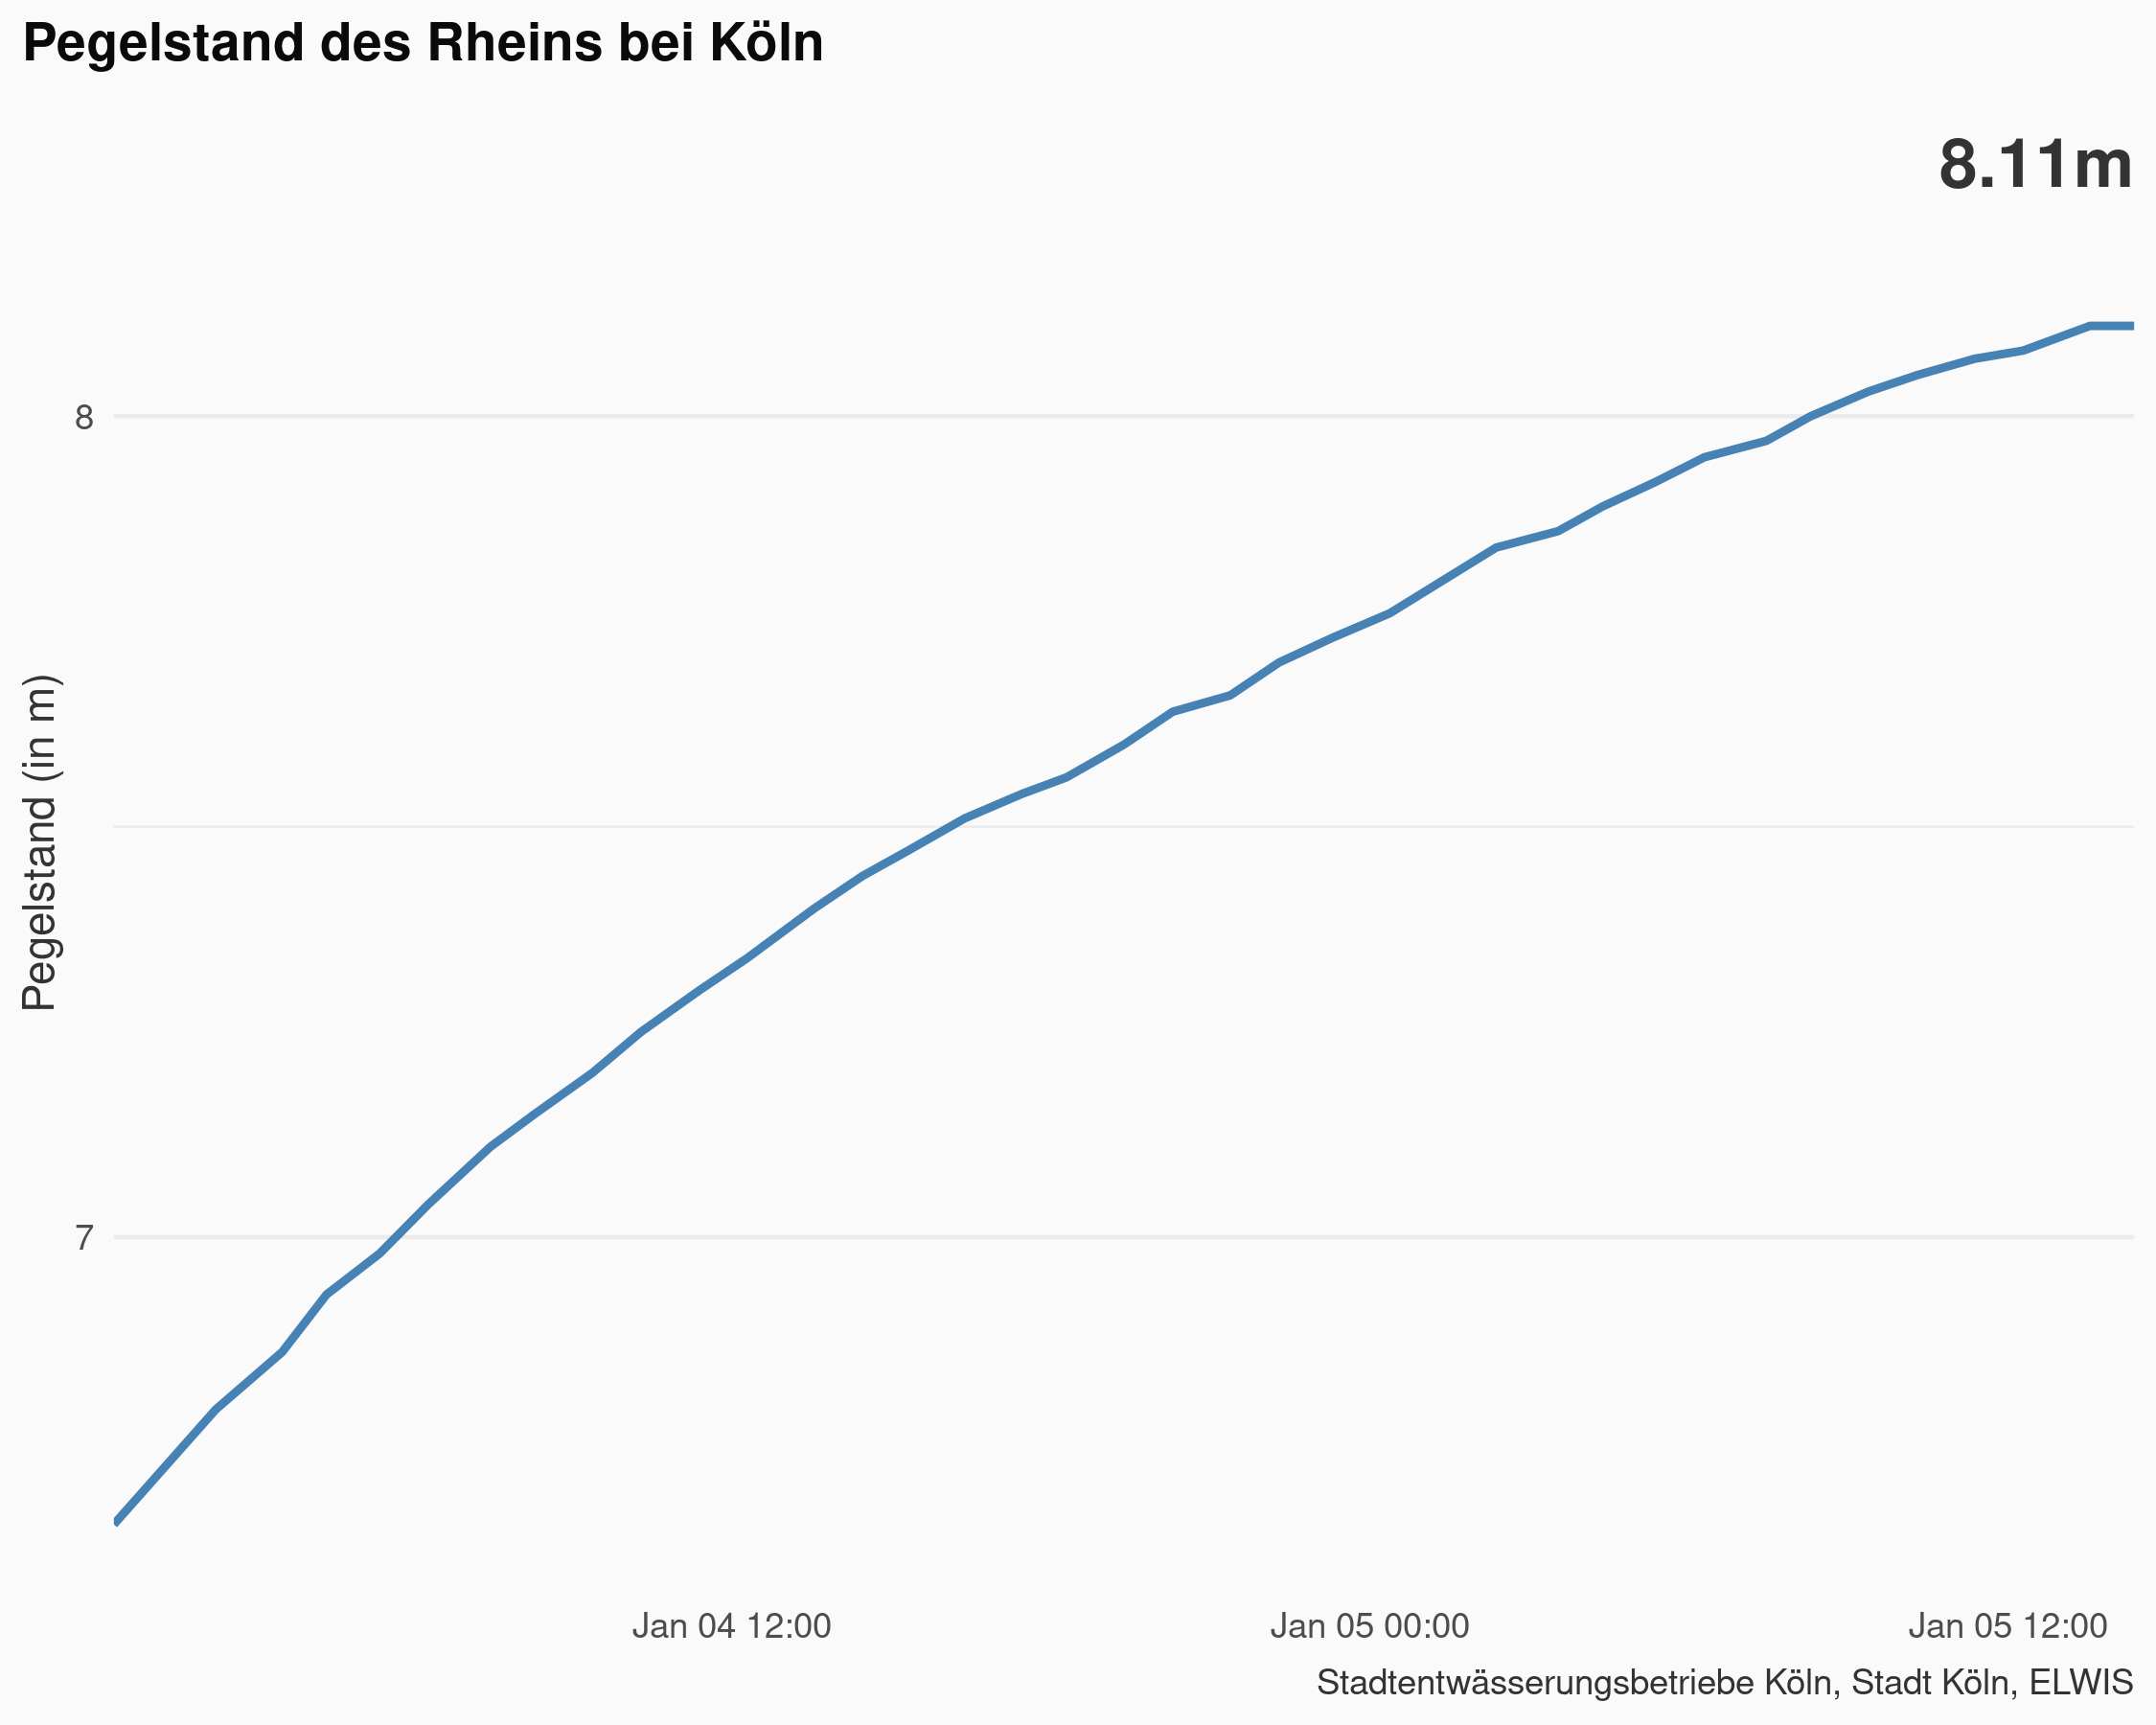 Pegelstand des Rheins bei Köln
8.11m
Pegelstand (in m)
8
7
Jan 04 12:00
Jan 05 00:00
Jan 05 12:00
Stadtentwässerungsbetriebe Köln, Stadt Köln, ELWIS